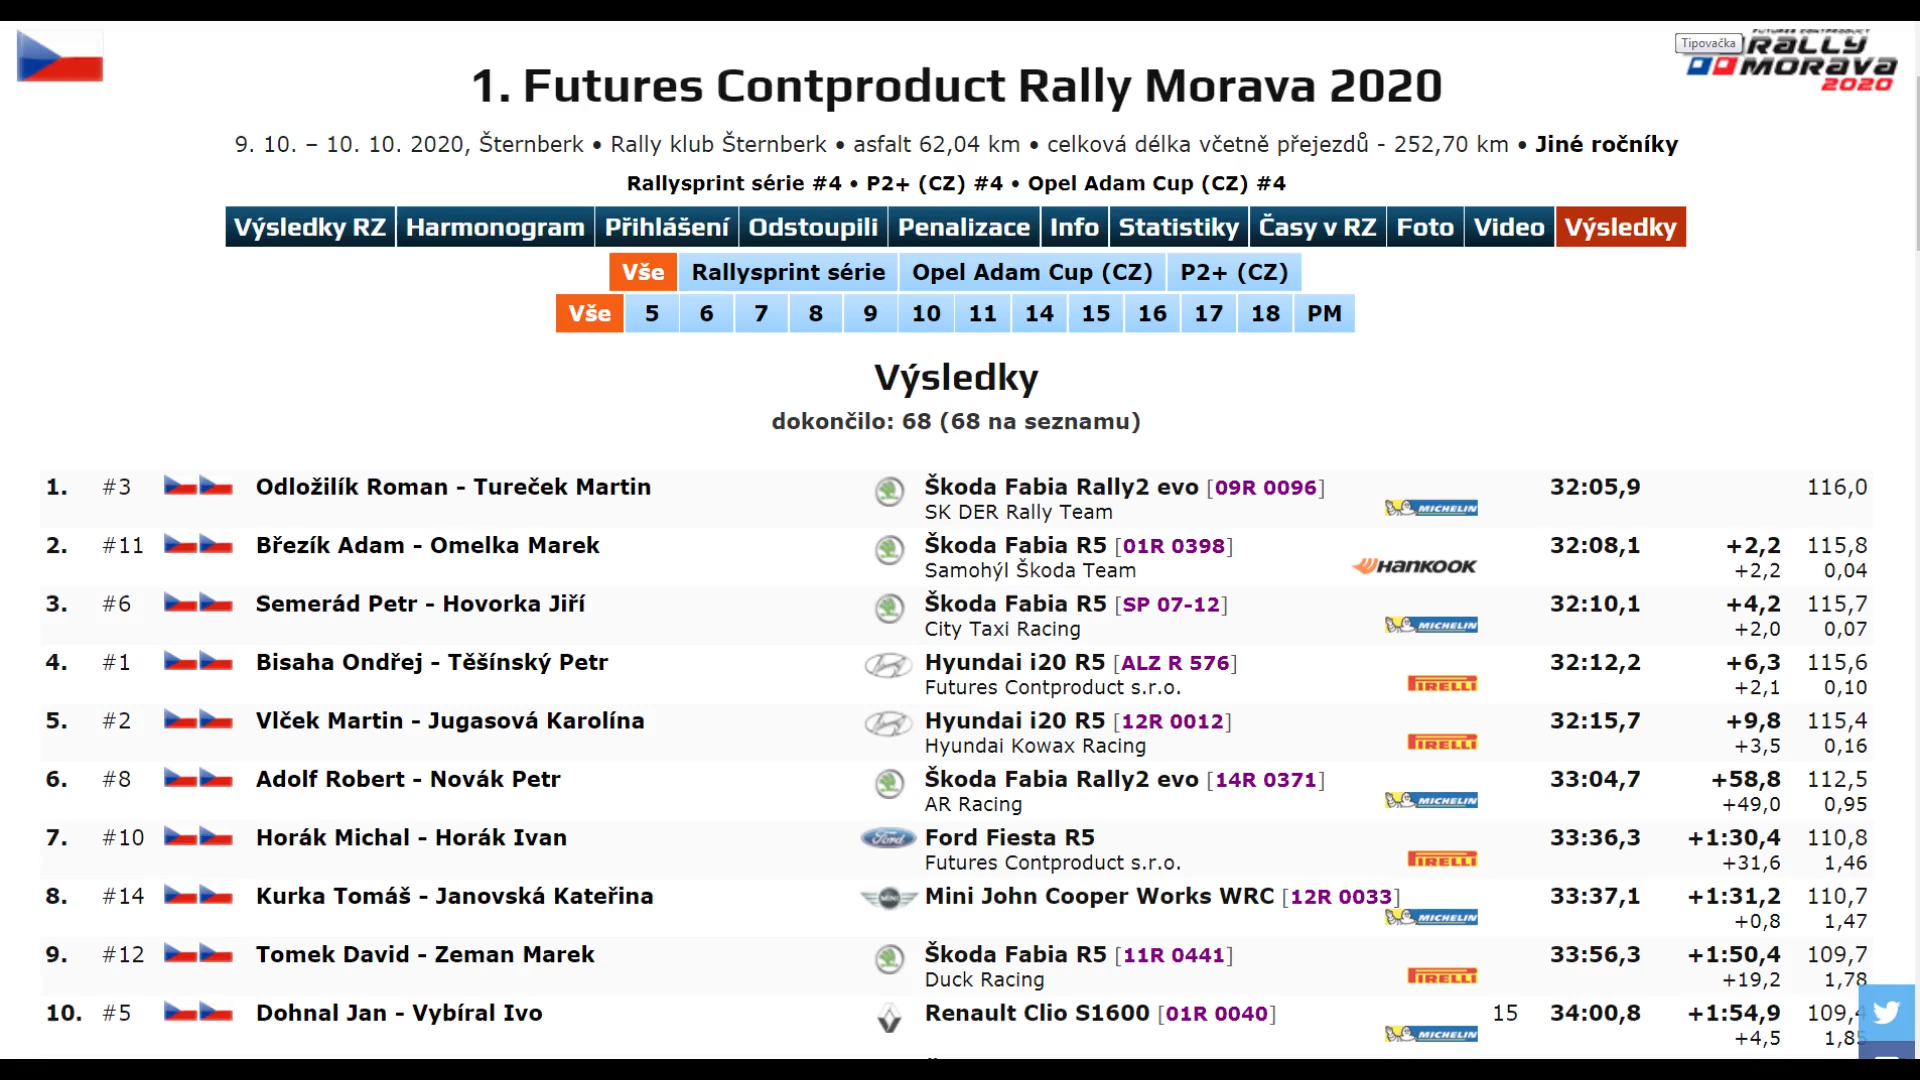 Tipovačka
FUTURES CONTPRODUCT
RALLY
MORAVA
2020
1. Futures Contproduct Rally Morava 2020
9. 10. – 10. 10. 2020, Šternberk • Rally klub Šternberk • asfalt 62,04 km • celková délka včetně přejezdů - 252,70 km • Jiné ročníky
Rallysprint série #4 • P2+ (CZ) #4 • Opel Adam Cup (CZ) #4
Výsledky RZ Harmonogram Přihlášení Odstoupili Penalizace Info Statistiky Časy v RZ Foto Video Výsledky
Vše Rallysprint série Opel Adam Cup (CZ) P2+ (CZ)
Vše 5 6 7 8 9 10 11 14 15 16 17 18 PM
Výsledky
dokončilo: 68 (68 na seznamu)
1. #3 Odložilík Roman - Tureček Martin Škoda Fabia Rally2 evo [09R 0096] 32:05,9 116,0
SK DER Rally Team MICHELIN
2. #11 Březík Adam - Omelka Marek Škoda Fabia R5 [01R 0398] 32:08,1 +2,2 115,8
Samohýl Škoda Team HANKOOK +2,2 0,04
3. #6 Semerád Petr - Hovorka Jiří Škoda Fabia R5 [SP 07-12] 32:10,1 +4,2 115,7
City Taxi Racing MICHELIN +2,0 0,07
4. #1 Bisaha Ondřej - Těšínský Petr Hyundai i20 R5 [ALZ R 576] 32:12,2 +6,3 115,6
Futures Contproduct s.r.o. PIRELLI +2,1 0,10
5. #2 Vlček Martin - Jugasová Karolína Hyundai i20 R5 [12R 0012] 32:15,7 +9,8 115,4
Hyundai Kowax Racing PIRELLI +3,5 0,16
6. #8 Adolf Robert - Novák Petr Škoda Fabia Rally2 evo [14R 0371] 33:04,7 +58,8 112,5
AR Racing MICHELIN +49,0 0,95
7. #10 Horák Michal - Horák Ivan Ford Ford Fiesta R5 33:36,3 +1:30,4 110,8
Futures Contproduct s.r.o. PIRELLI +31,6 1,46
8. #14 Kurka Tomáš - Janovská Kateřina MINI Mini John Cooper Works WRC [12R 0033] 33:37,1 +1:31,2 110,7
MICHELIN +0,8 1,47
9. #12 Tomek David - Zeman Marek Škoda Fabia R5 [11R 0441] 33:56,3 +1:50,4 109,7
Duck Racing PIRELLI +19,2 1,78
10. #5 Dohnal Jan - Vybíral Ivo Renault Clio S1600 [01R 0040] 15 34:00,8 +1:54,9 109,4
MICHELIN +4,5 1,85